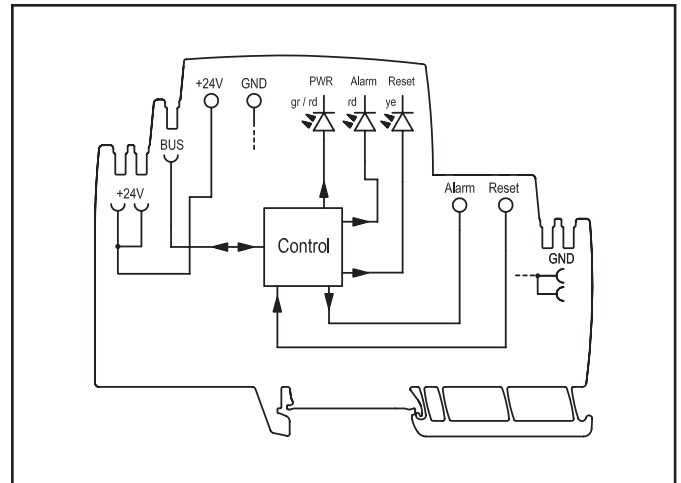 +24V GND PWR Alarm Reset
gr / rd rd ye
BUS
+24V
Alarm Reset
Control
GND